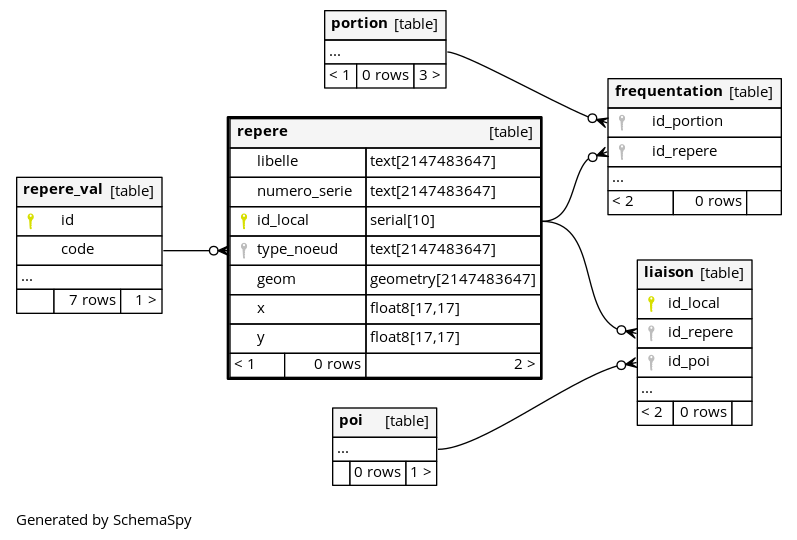 portion [table]
...
< 1 0 rows 3 >
frequentation [table]
id_portion
id_repere
...
< 2 0 rows
repere [table]
libelle text[2147483647]
numero_serie text[2147483647]
id_local serial[10]
type_noeud text[2147483647]
geom geometry[2147483647]
x float8[17,17]
y float8[17,17]
< 1 0 rows 2 >
repere_val [table]
id
code
...
7 rows 1 >
liaison [table]
id_local
id_repere
id_poi
...
< 2 0 rows
poi [table]
...
0 rows 1 >
Generated by SchemaSpy